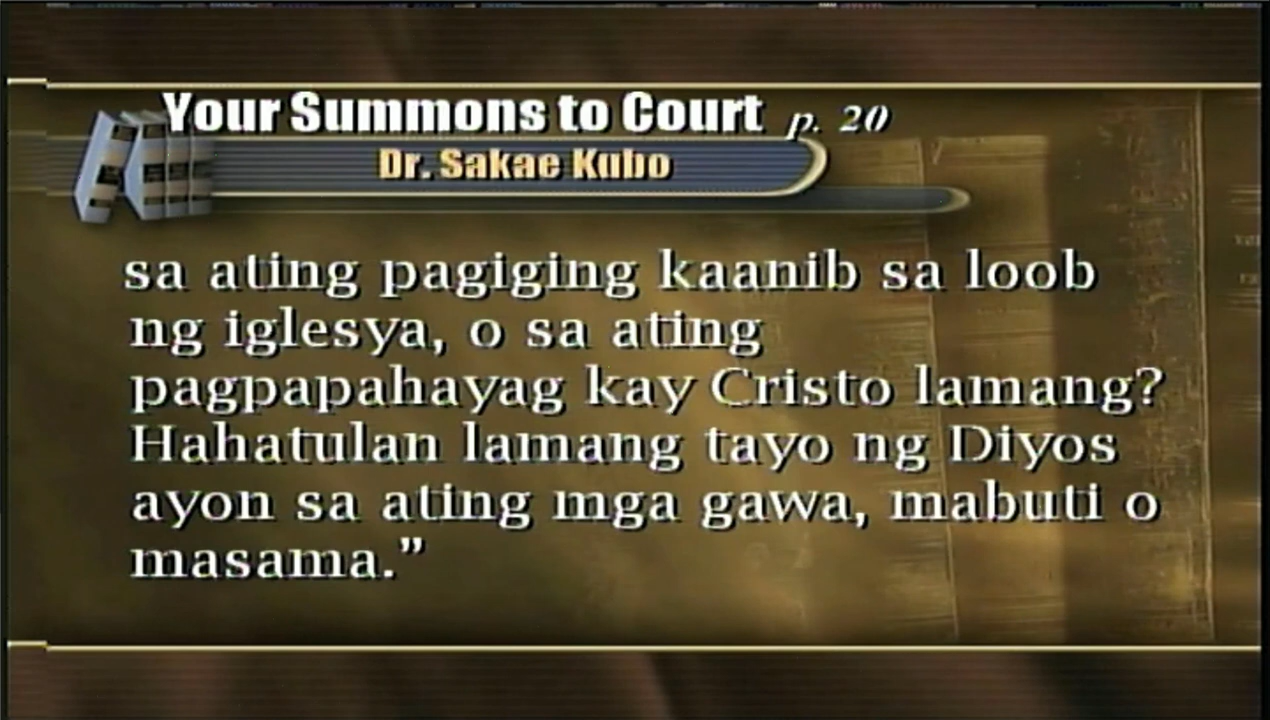 Your Summons to Court p. 20
Dr. Sakae Kubo
sa ating pagiging kaanib sa loob
ng iglesya, o sa ating
pagpapahayag kay Cristo lamang?
Hahatulan lamang tayo ng Diyos
ayon sa ating mga gawa, mabuti o
masama.”